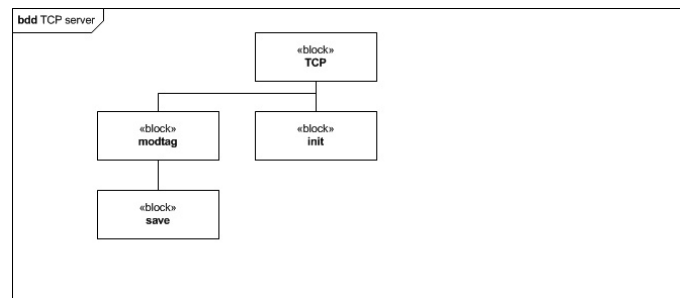 bdd TCP server
«block»
TCP
«block»
modtag
«block»
init
«block»
save